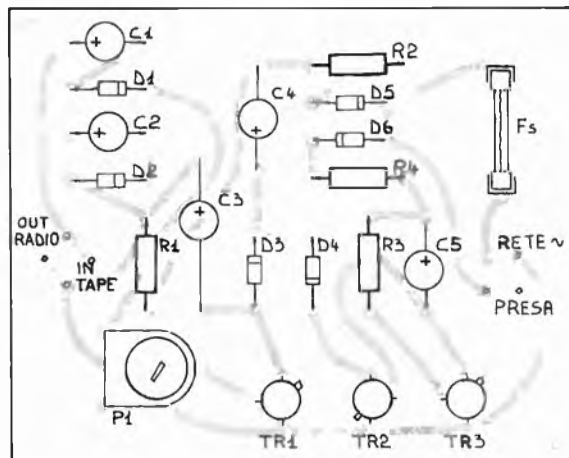 C1
R2
D1
C4
D5
Fs
C2
D6
D2
R4
C3
OUT
RADIO
R1
D3
D4
R3
C5
RETE ~
IN
TAPE
PRESA
P1
TR1
TR2
TR3